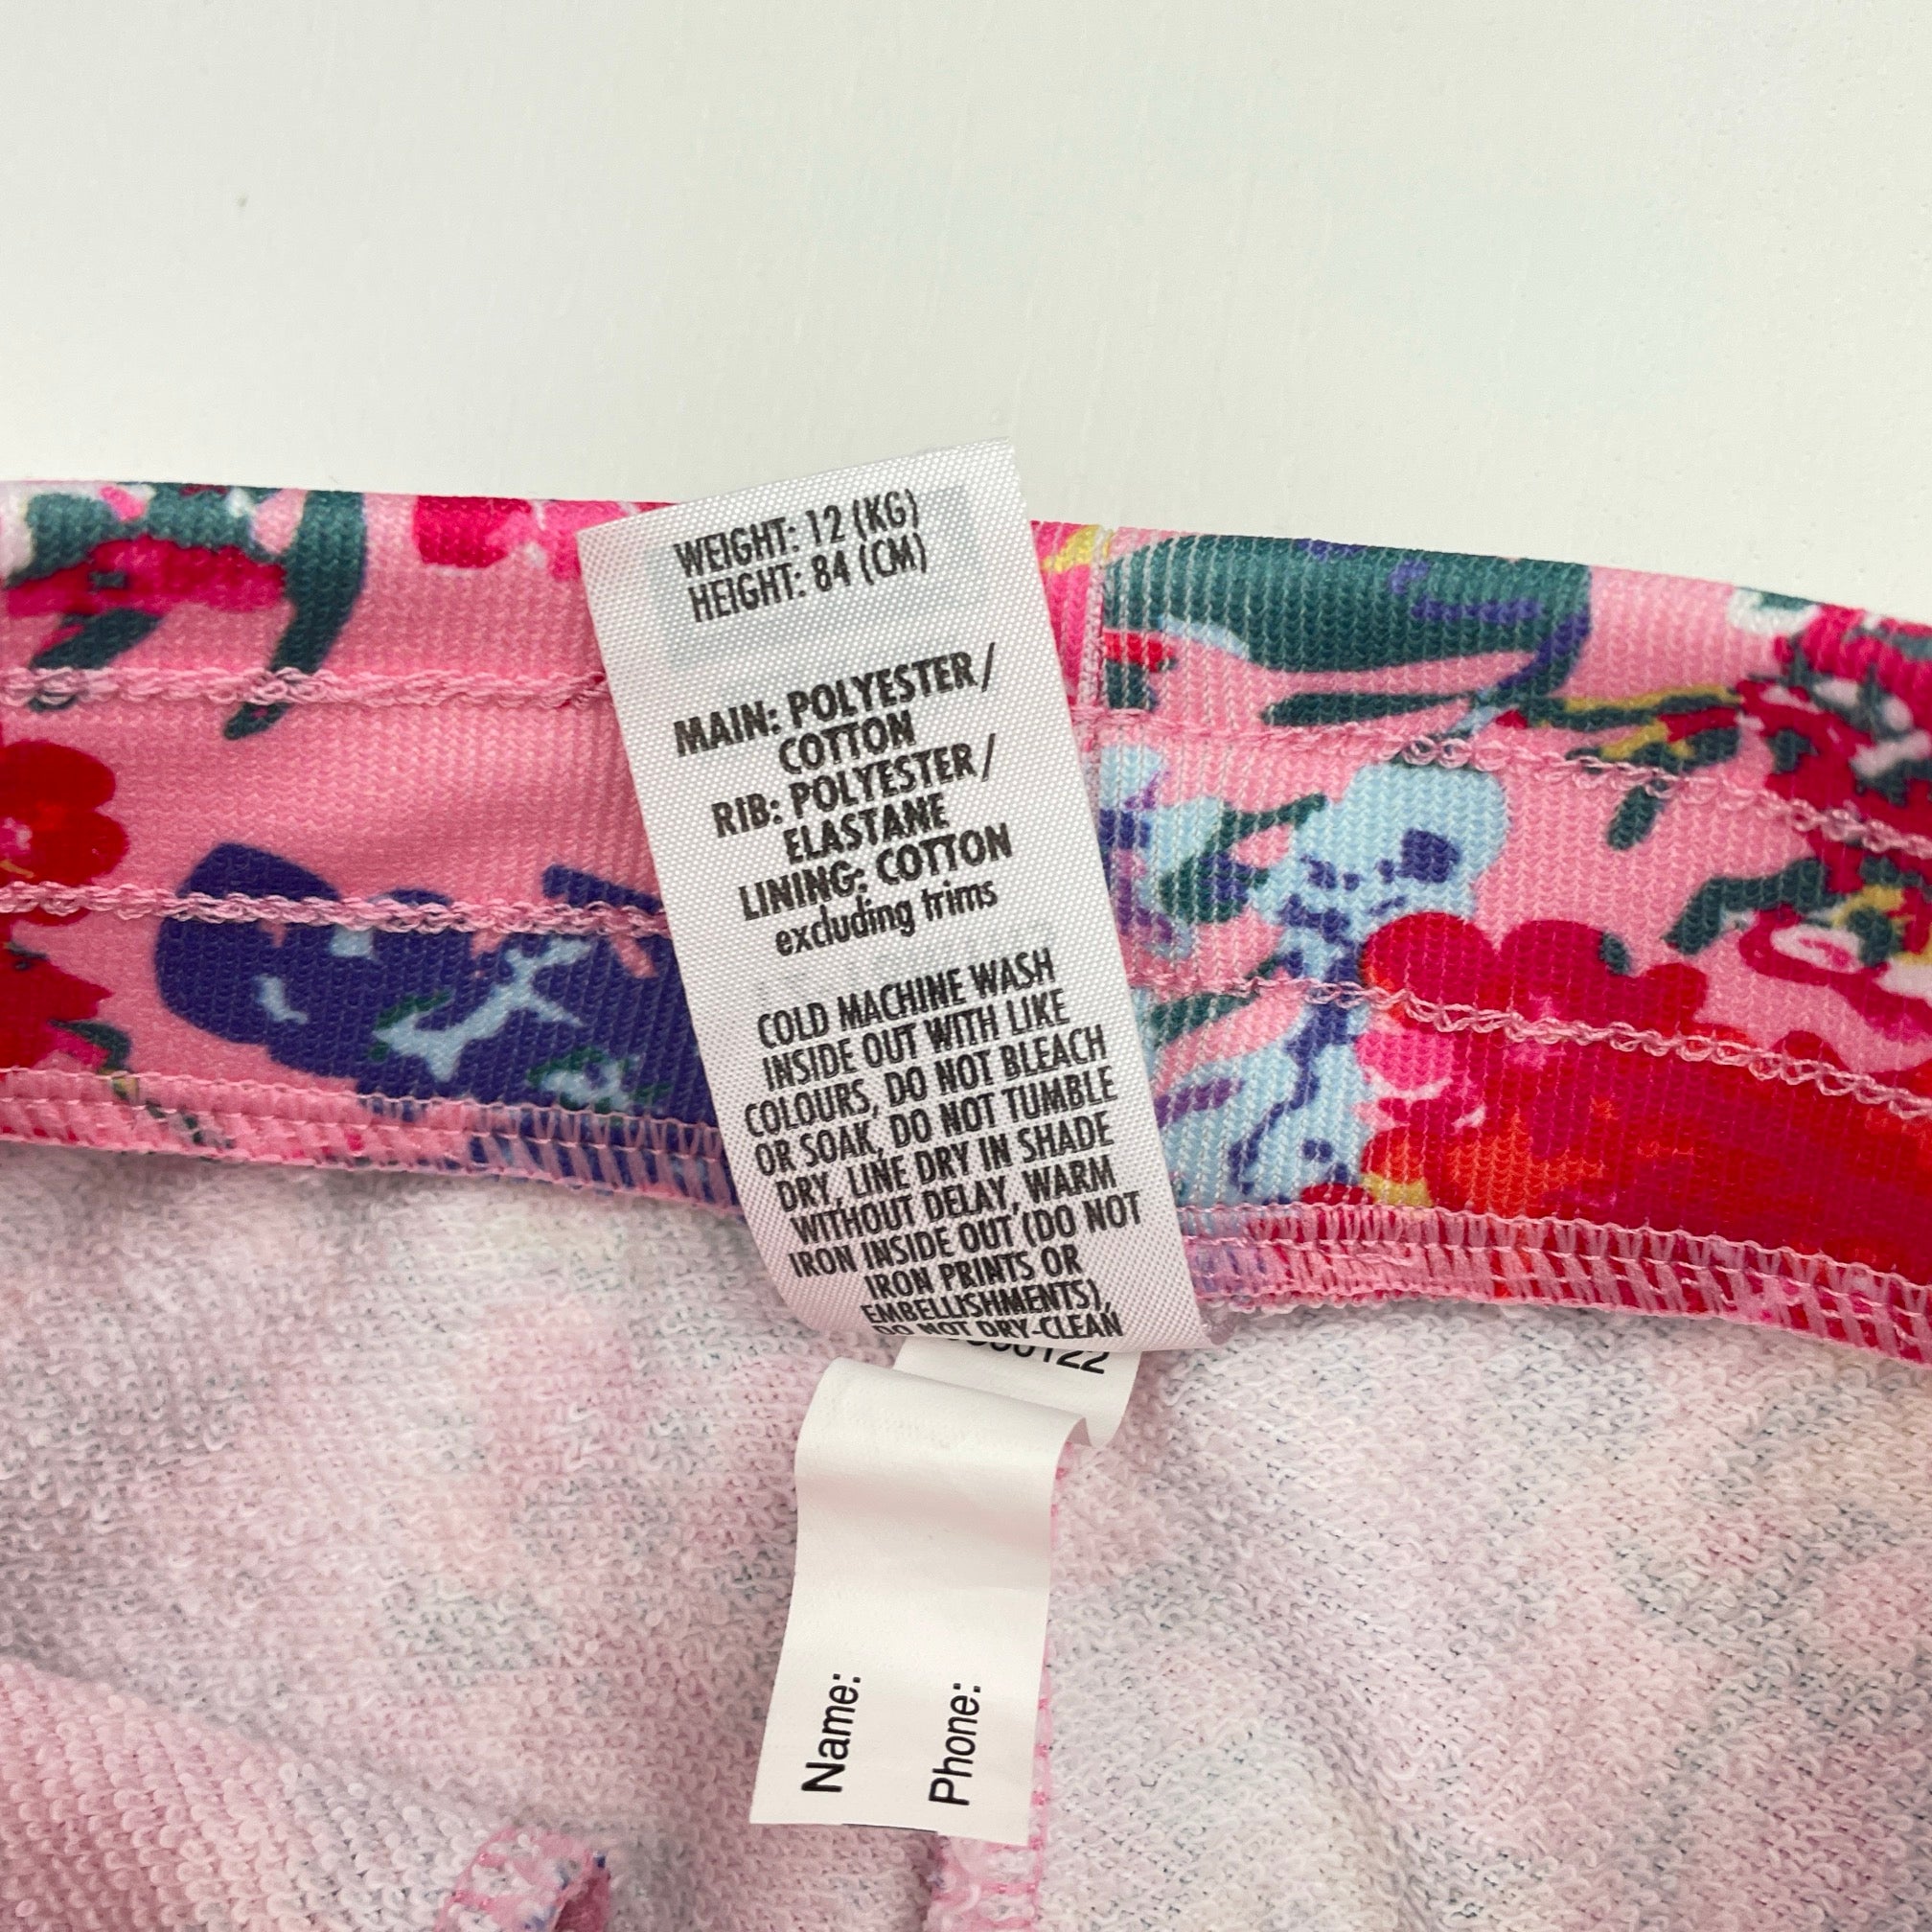 WEIGHT: 12 (KG)
HEIGHT: 84 (CM)
MAIN: POLYESTER/
COTTON
RIB: POLYESTER/
ELASTANE
LINING: COTTON
excluding trims
COLD MACHINE WASH
INSIDE OUT WITH LIKE
COLOURS, DO NOT BLEACH
OR SOAK, DO NOT TUMBLE
DRY, LINE DRY IN SHADE
WITHOUT DELAY, WARM
IRON INSIDE OUT (DO NOT
IRON PRINTS OR
EMBELLISHMENTS),
DO NOT DRY-CLEAN
Name:
Phone: